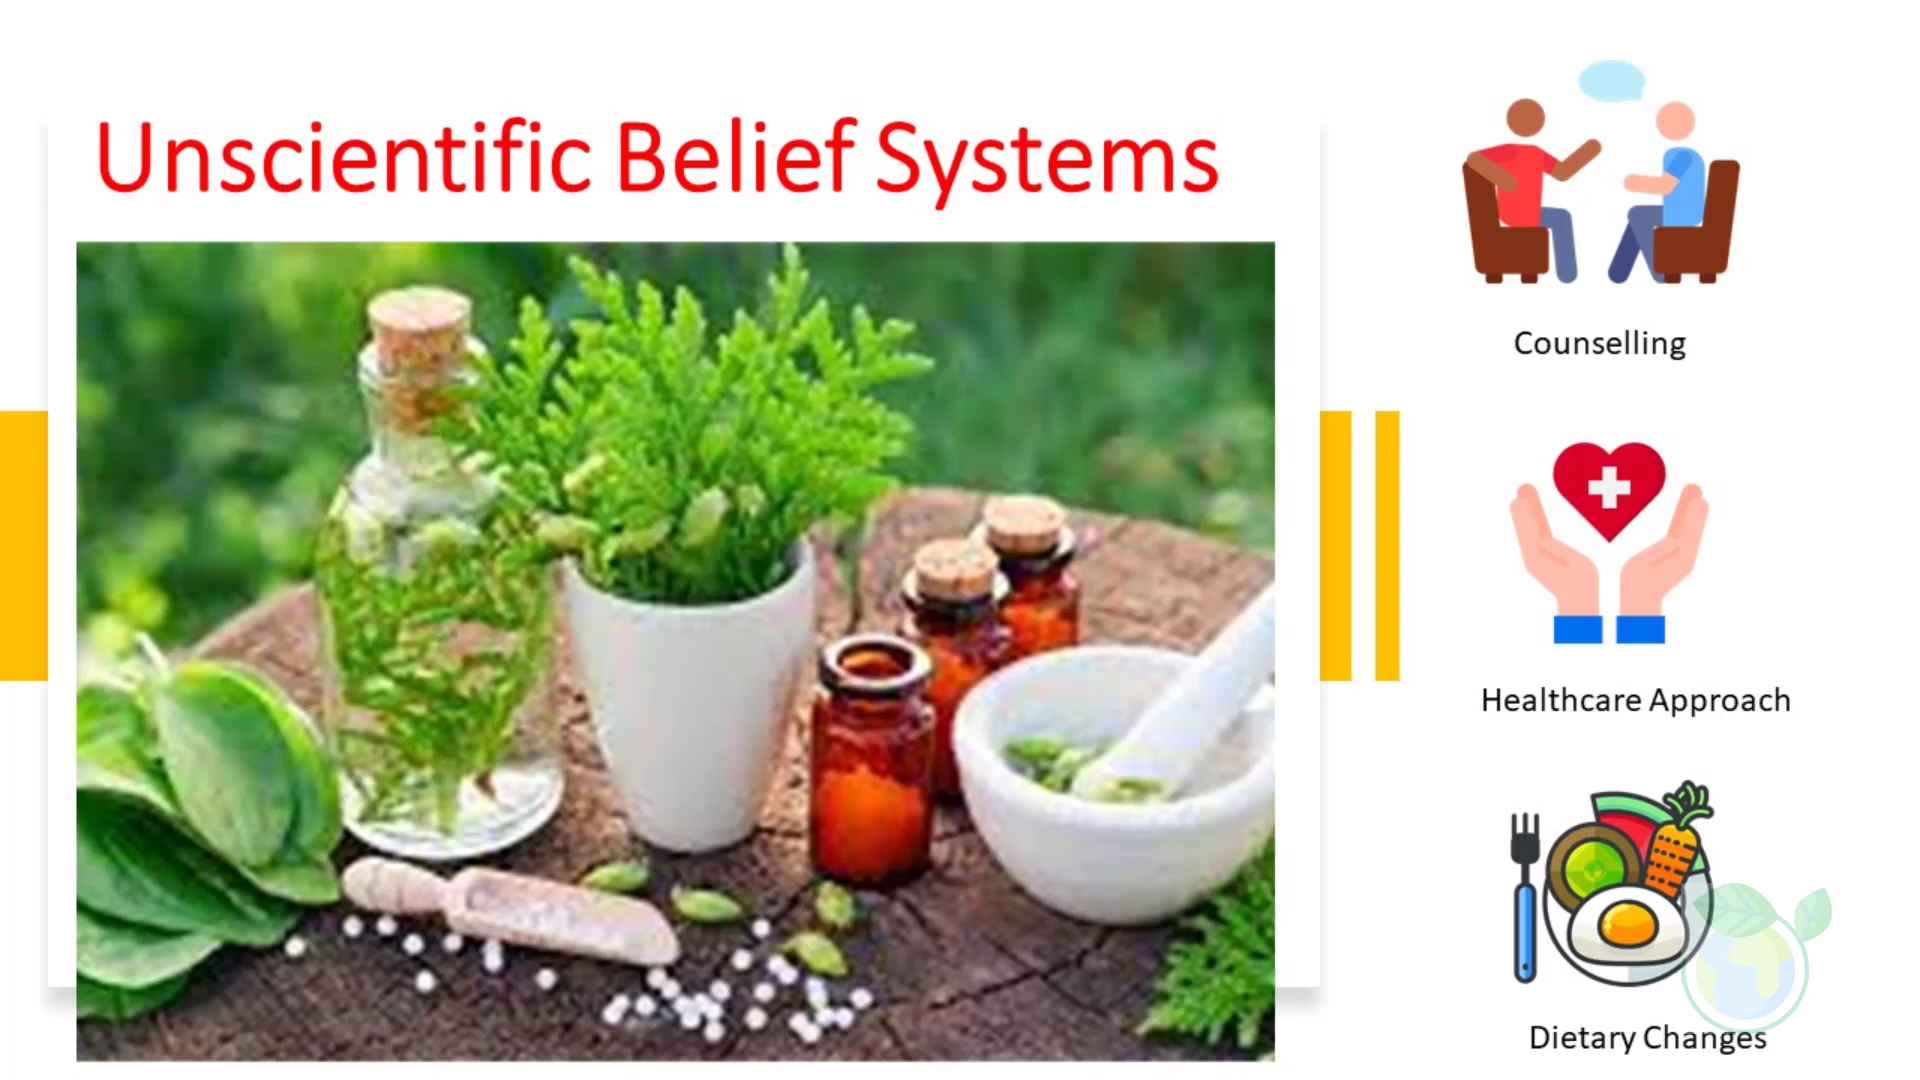 Unscientific Belief Systems
Counselling
Healthcare Approach
Dietary Changes